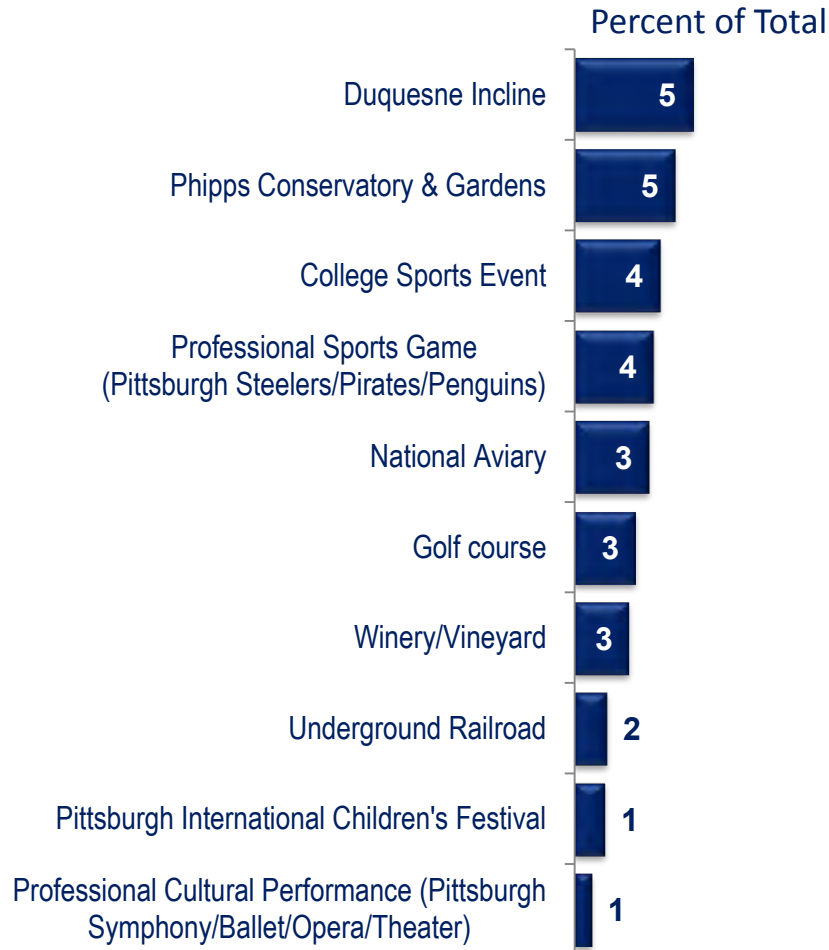 Percent of Total
Duquesne Incline 5
Phipps Conservatory & Gardens 5
College Sports Event 4
Professional Sports Game
(Pittsburgh Steelers/Pirates/Penguins) 4
National Aviary 3
Golf course 3
Winery/Vineyard 3
Underground Railroad 2
Pittsburgh International Children's Festival 1
Professional Cultural Performance (Pittsburgh
Symphony/Ballet/Opera/Theater) 1